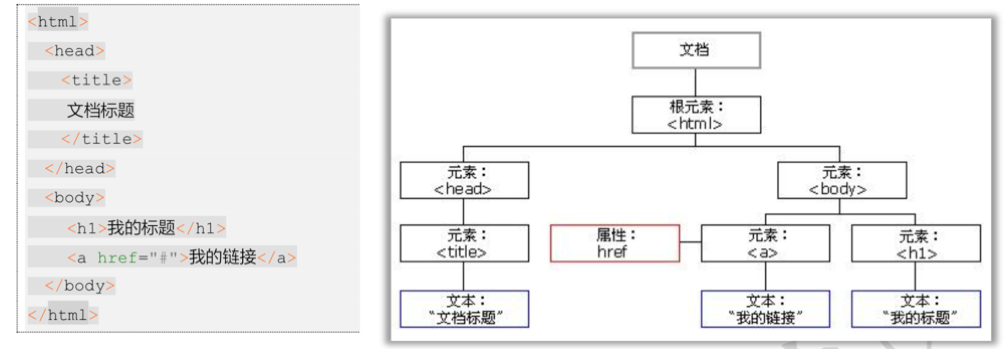 <html>
<head>
<title>
文档标题
</title>
</head>
<body>
<h1>我的标题</h1>
<a href="#">我的链接</a>
</body>
</html>
文档
根元素：
<html>
元素：
<head>
元素：
<body>
元素：
<title>
属性：
href
元素：
<a>
元素：
<h1>
文本：
"文档标题"
文本：
"我的链接"
文本：
"我的标题"